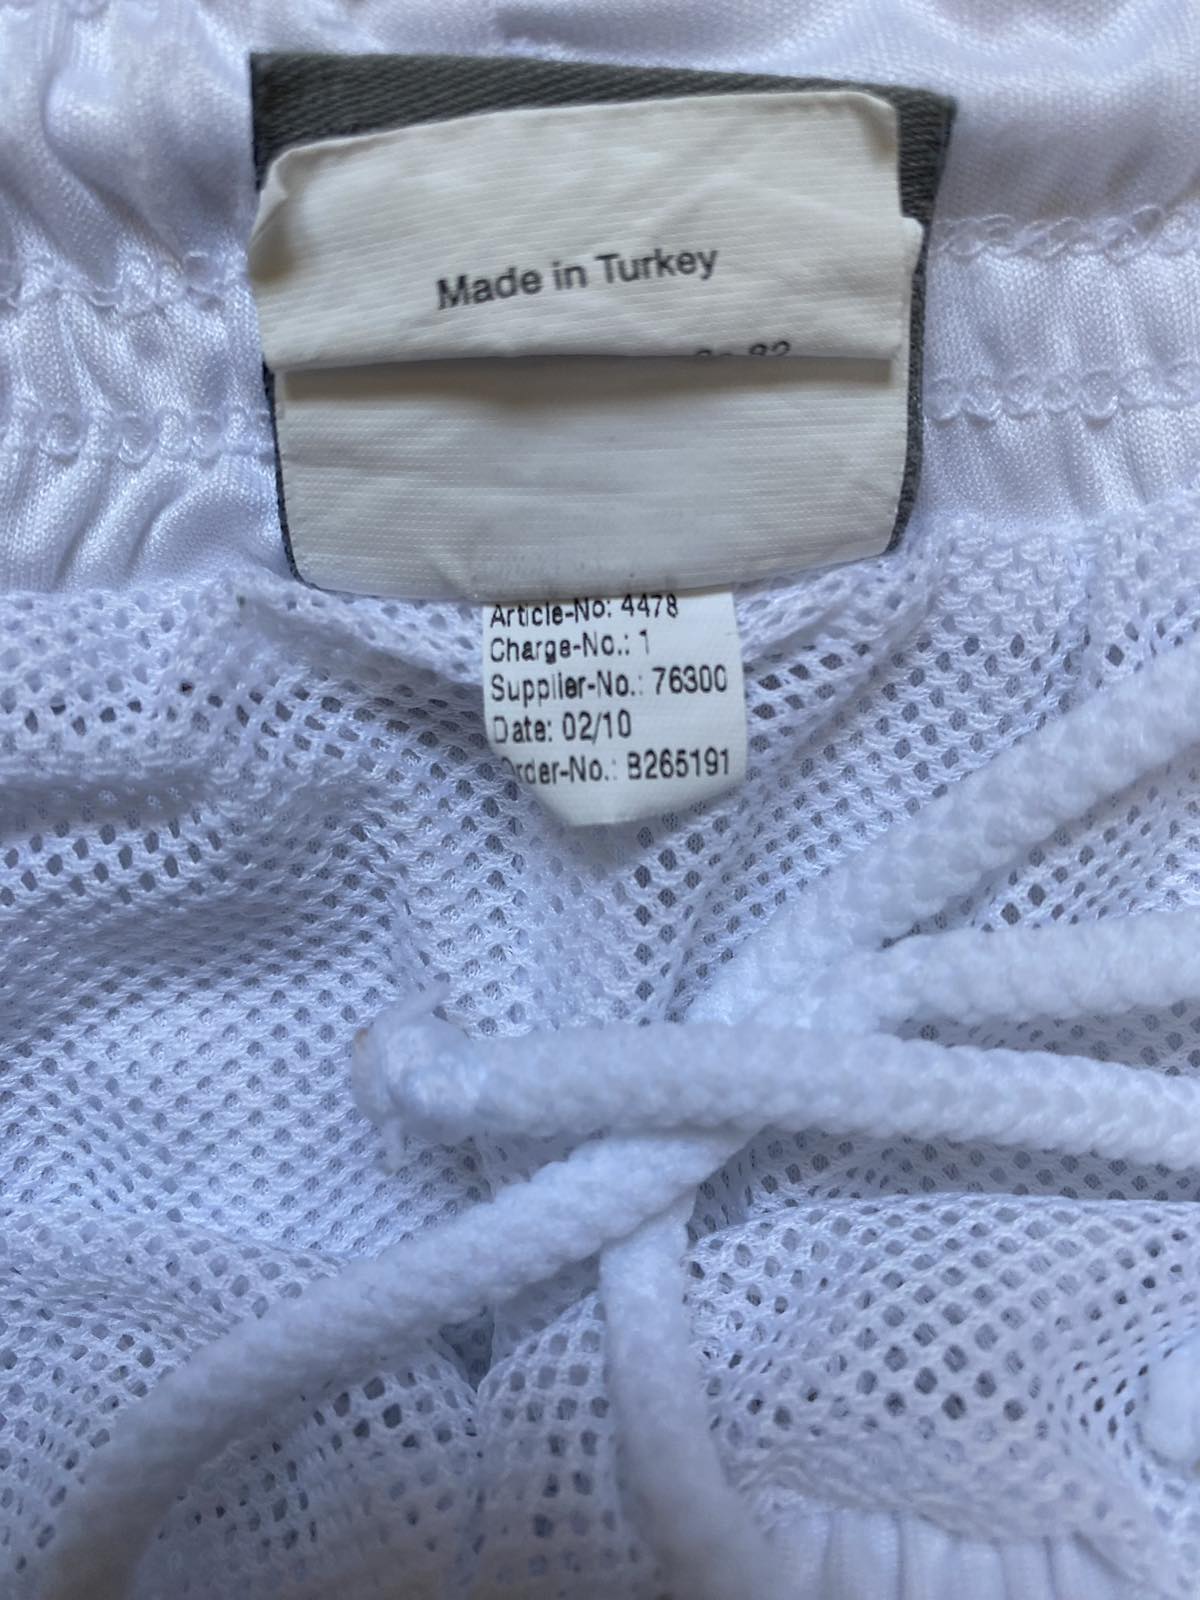 Made in Turkey
Article-No: 4478
Charge-No.: 1
Supplier-No.: 76300
Date: 02/10
Order-No.: B265191